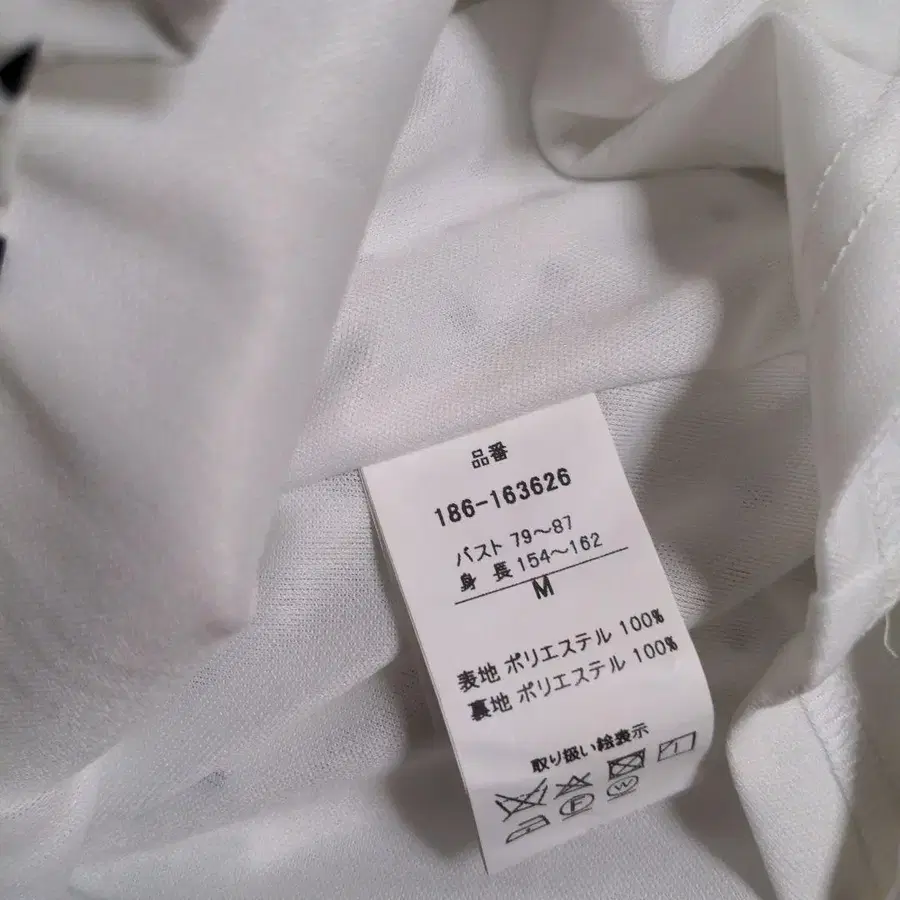 品番
186-163626
バスト 79～87
身 長 154～162
M
表地 ポリエステル 100%
裏地 ポリエステル 100%
取り扱い絵表示
F W